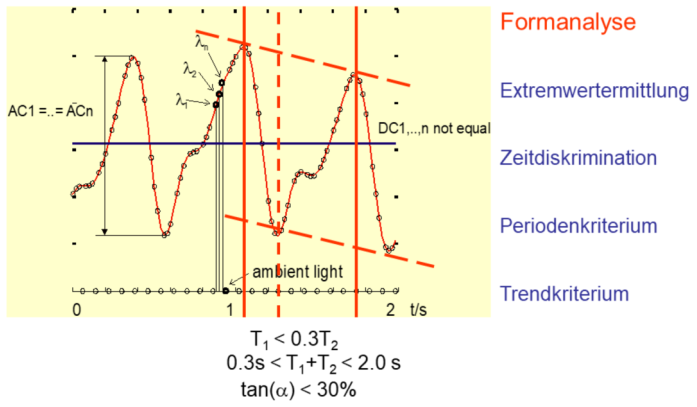 Formanalyse
λn
λ2
Extremwertermittlung
λ1
AC1 =..= ACn
DC1,..,n not equal
Zeitdiskrimination
Periodenkriterium
ambient light
Trendkriterium
0
1
2
t/s
T1 < 0.3T2
0.3s < T1+T2 < 2.0 s
tan(α) < 30%